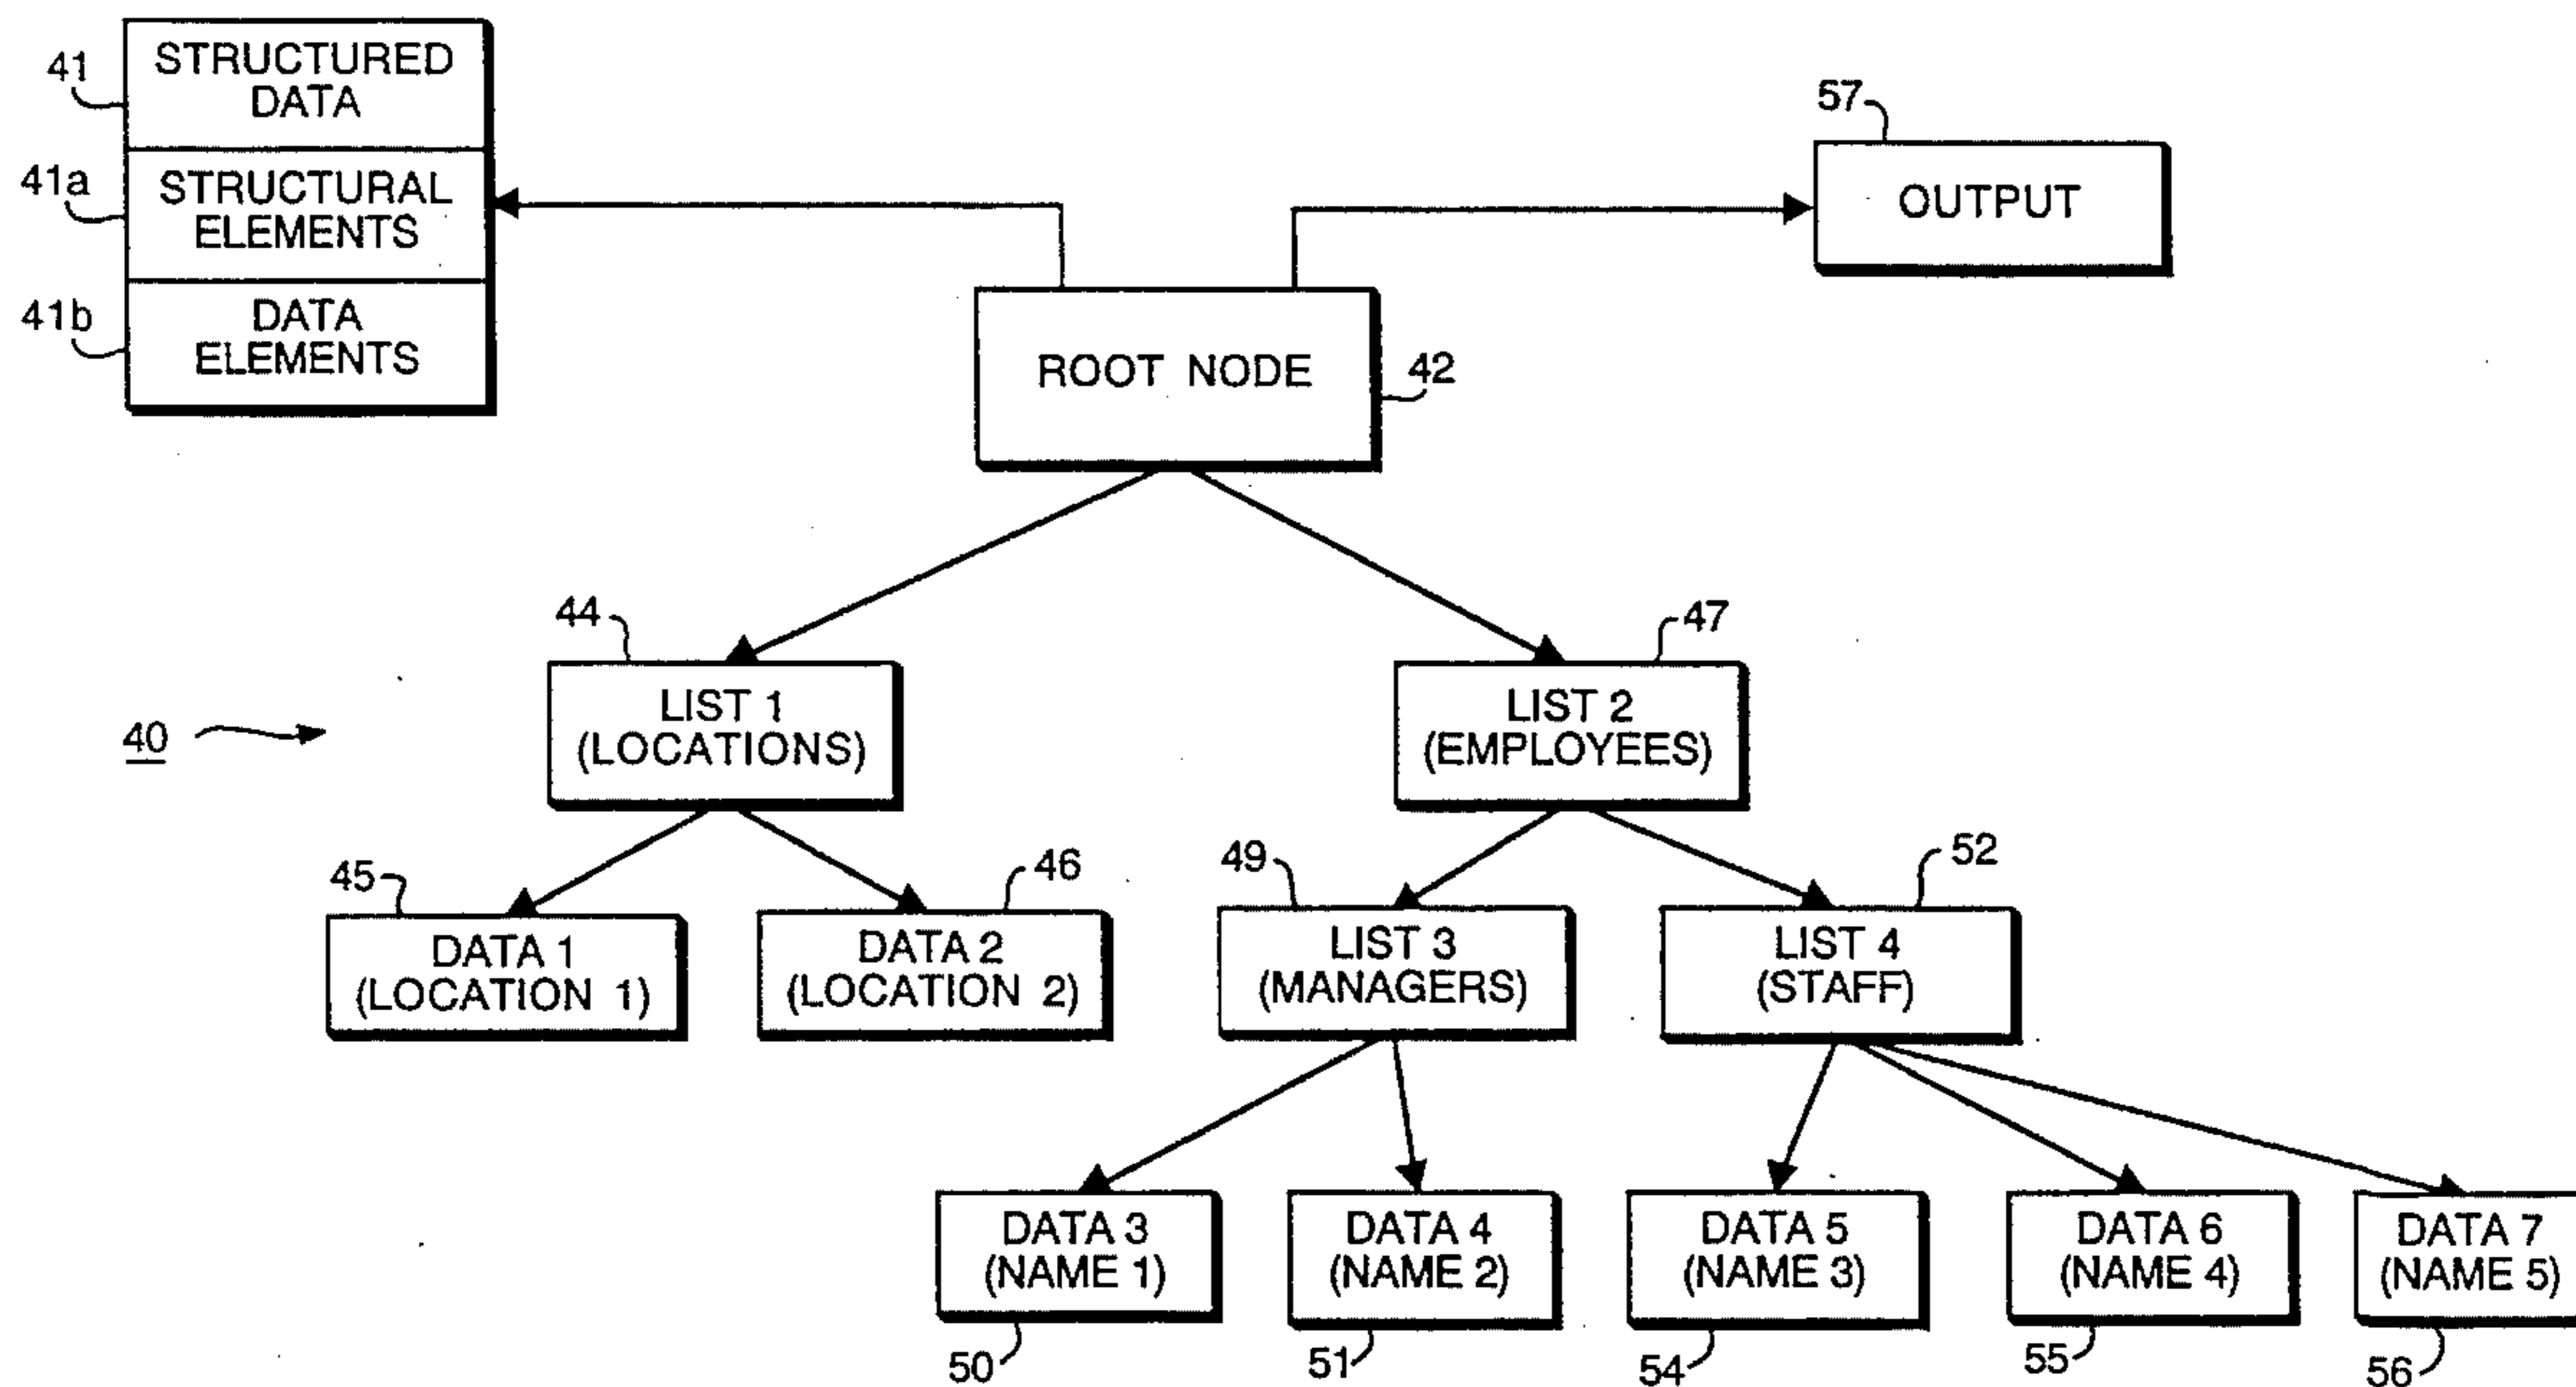 41
STRUCTURED
DATA
41a
STRUCTURAL
ELEMENTS
41b
DATA
ELEMENTS
57
OUTPUT
ROOT NODE
42
44
LIST 1
(LOCATIONS)
47
LIST 2
(EMPLOYEES)
40
45
DATA 1
(LOCATION 1)
46
DATA 2
(LOCATION 2)
49
LIST 3
(MANAGERS)
52
LIST 4
(STAFF)
DATA 3
(NAME 1)
50
DATA 4
(NAME 2)
51
DATA 5
(NAME 3)
54
DATA 6
(NAME 4)
55
DATA 7
(NAME 5)
56